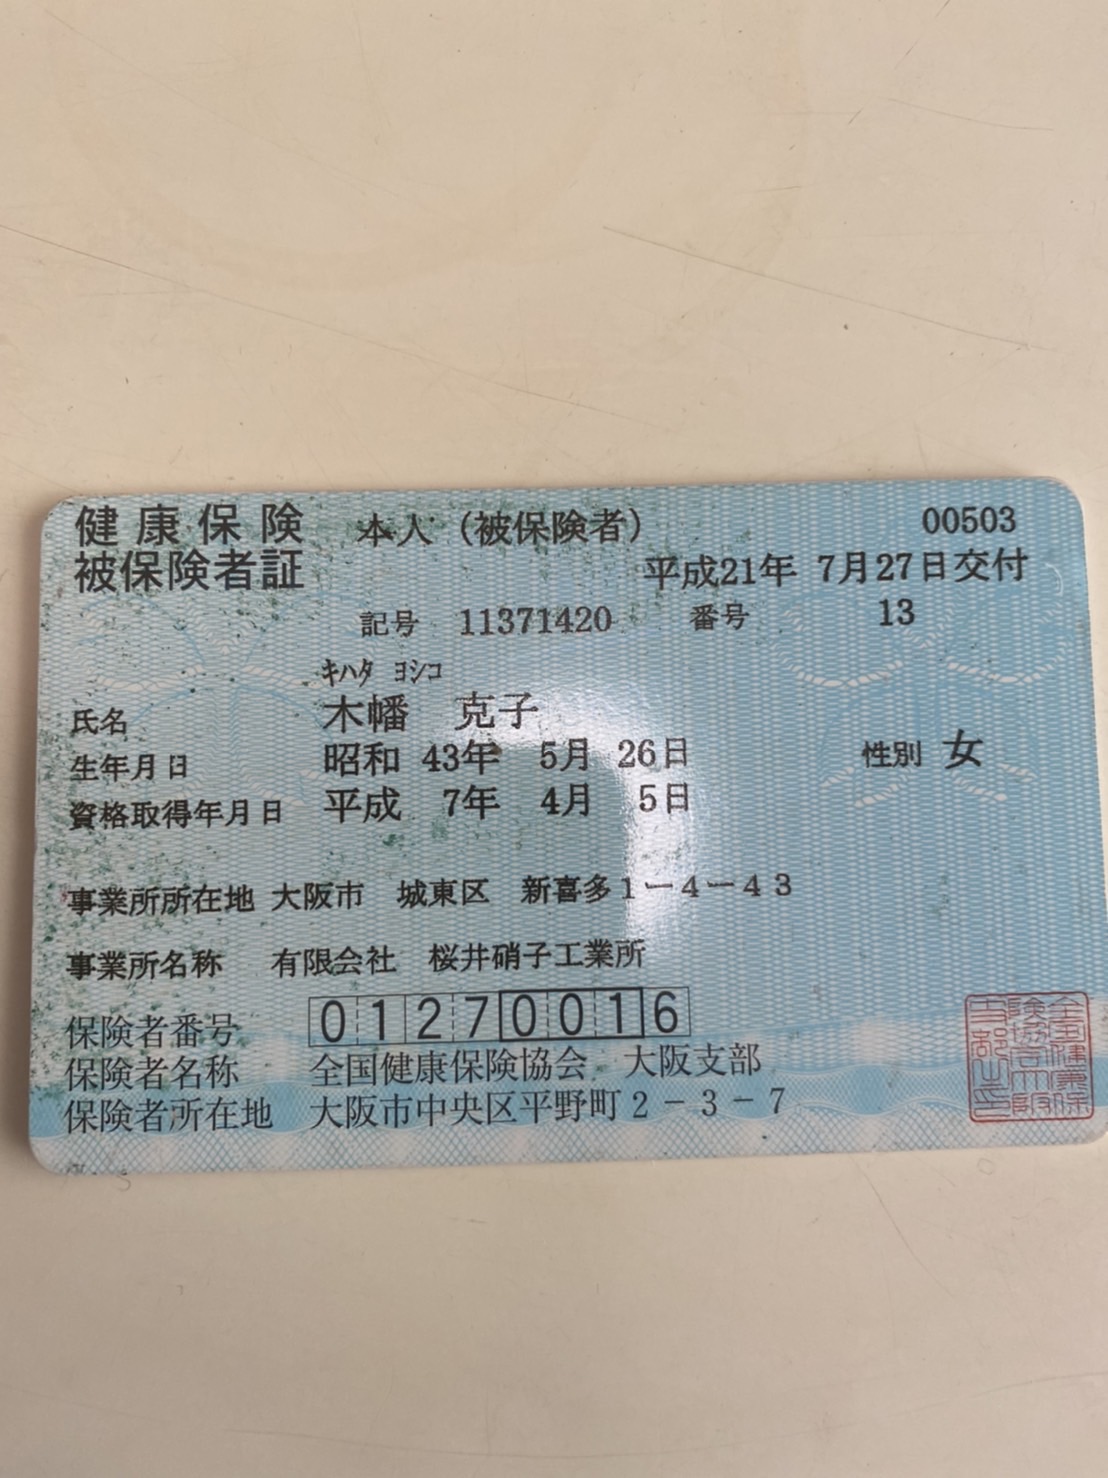 健康保険 本人(被保険者) 00503
被保険者証 平成21年 7月27日交付
記号 11371420 番号 13
キハタ ヨシコ
氏名 木幡 克子
生年月日 昭和 43年 5月 26日 性別 女
資格取得年月日 平成 7年 4月 5日
事業所所在地 大阪市 城東区 新喜多1-4-43
事業所名称 有限会社 桜井硝子工業所
保険者番号 01270016
保険者名称 全国健康保険協会 大阪支部
保険者所在地 大阪市中央区平野町2-3-7